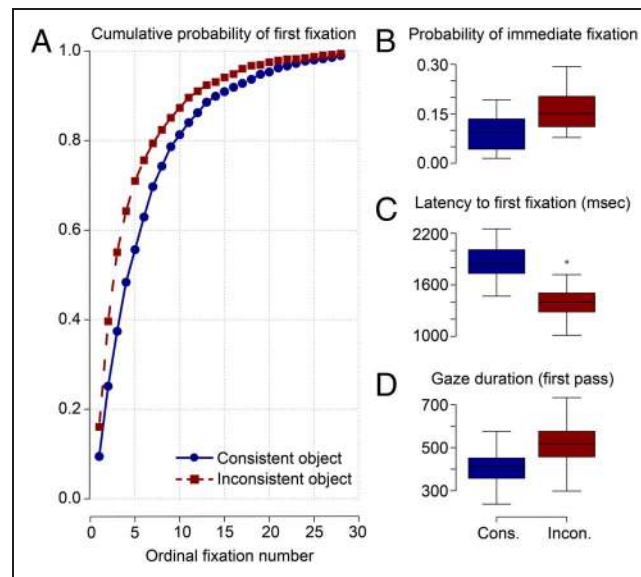 A
Cumulative probability of first fixation
1.0
0.8
0.6
0.4
0.2
0.0
Consistent object
Inconsistent object
0 5 10 15 20 25 30
Ordinal fixation number
B
Probability of immediate fixation
0.30
0.15
0.00
C
Latency to first fixation (msec)
2200
1600
1000
D
Gaze duration (first pass)
700
500
300
Cons. Incon.